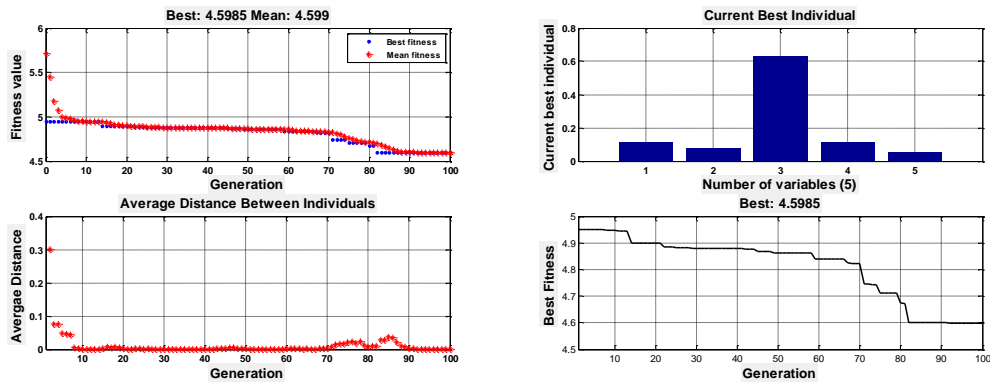 Best: 4.5985 Mean: 4.599
Fitness value
6
5.5
5
4.5
Best fitness
Mean fitness
0 10 20 30 40 50 60 70 80 90 100
Generation
Current Best Individual
Current best individual
0.8
0.6
0.4
0.2
0
1 2 3 4 5
Number of variables (5)
Average Distance Between Individuals
Avergae Distance
0.4
0.3
0.2
0.1
0
10 20 30 40 50 60 70 80 90 100
Generation
Best: 4.5985
Best Fitness
5
4.9
4.8
4.7
4.6
4.5
10 20 30 40 50 60 70 80 90 100
Generation